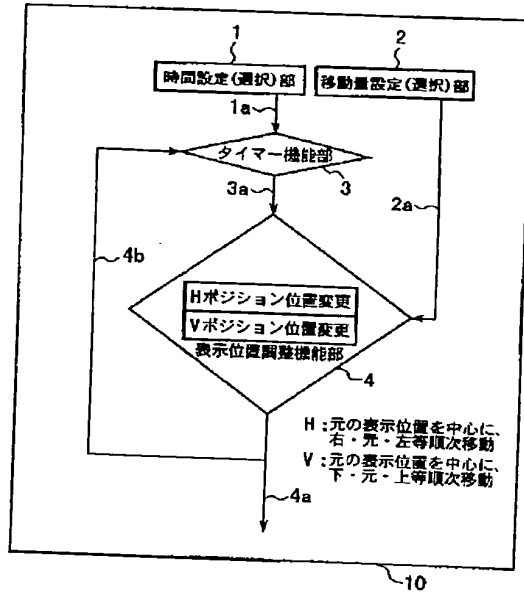 1
2
時間設定(選択)部
移動量設定(選択)部
1a
タイマー機能部
3
3a
2a
4b
Hポジション位置変更
Vポジション位置変更
表示位置調整機能部
4
H:元の表示位置を中心に、
右・元・左等順次移動
V:元の表示位置を中心に、
下・元・上等順次移動
4a
10